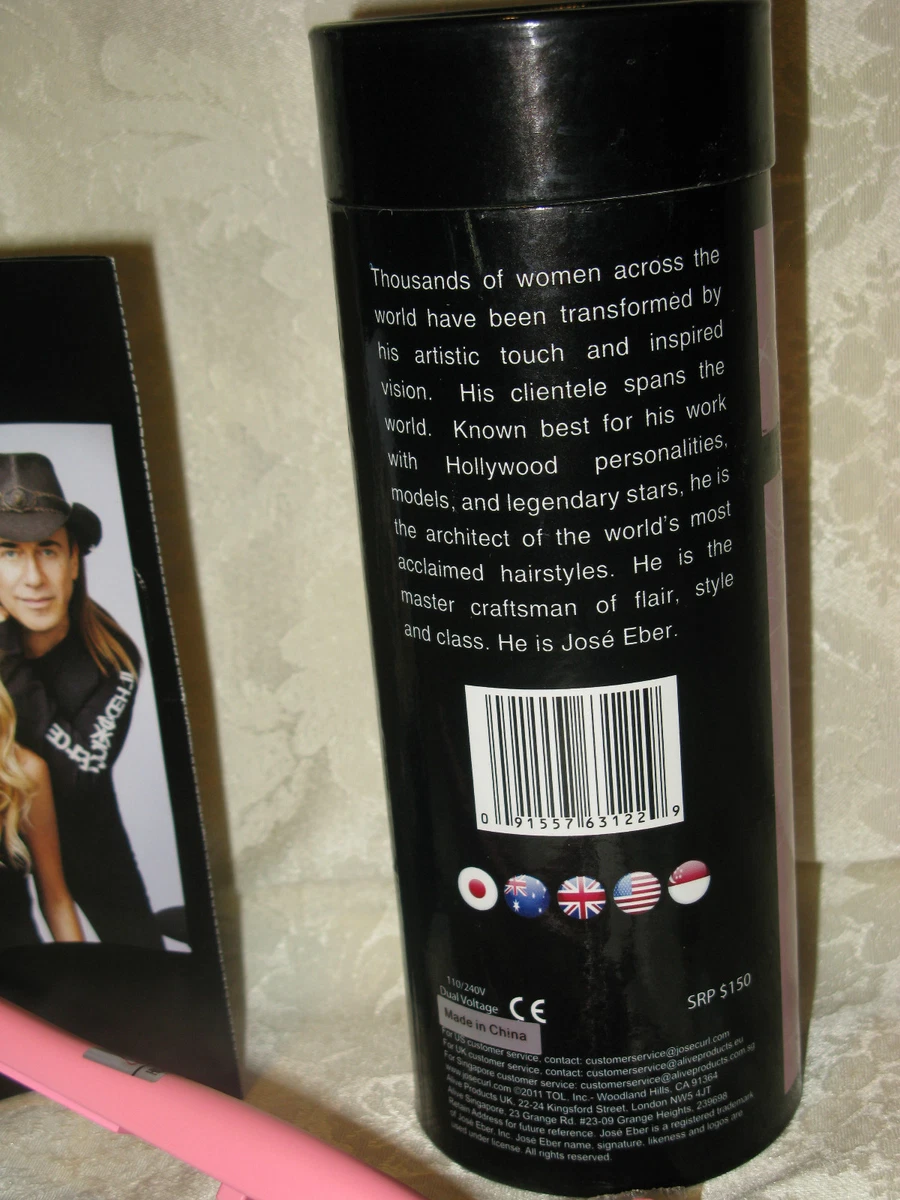 Thousands of women across the
world have been transformed by
his artistic touch and inspired
vision. His clientele spans the
world. Known best for his work
with Hollywood personalities,
models, and legendary stars, he is
the architect of the world's most
acclaimed hairstyles. He is the
master craftsman of flair, style
and class. He is José Eber.
0 91557 63122 9
110/240V
Dual Voltage CE
SRP $150
Made in China
For US customer service, contact: customerservice@josecurl.com
For UK customer service, contact: customerservice@aliveproducts.eu
For Singapore customer service: customerservice@aliveproducts.com.sg
www.josecurl.com ©2011 TOL, Inc.- Woodland Hills, CA 91364
Alive Products UK, 22-24 Kingsford Street, London NW5 4JT
Alive Singapore, 23 Grange Rd. #23-09 Grange Heights, 239698
Retain Address for future reference. José Eber is a registered trademark
of José Eber, Inc. José Eber name, signature, likeness and logos are
used under license. All rights reserved.